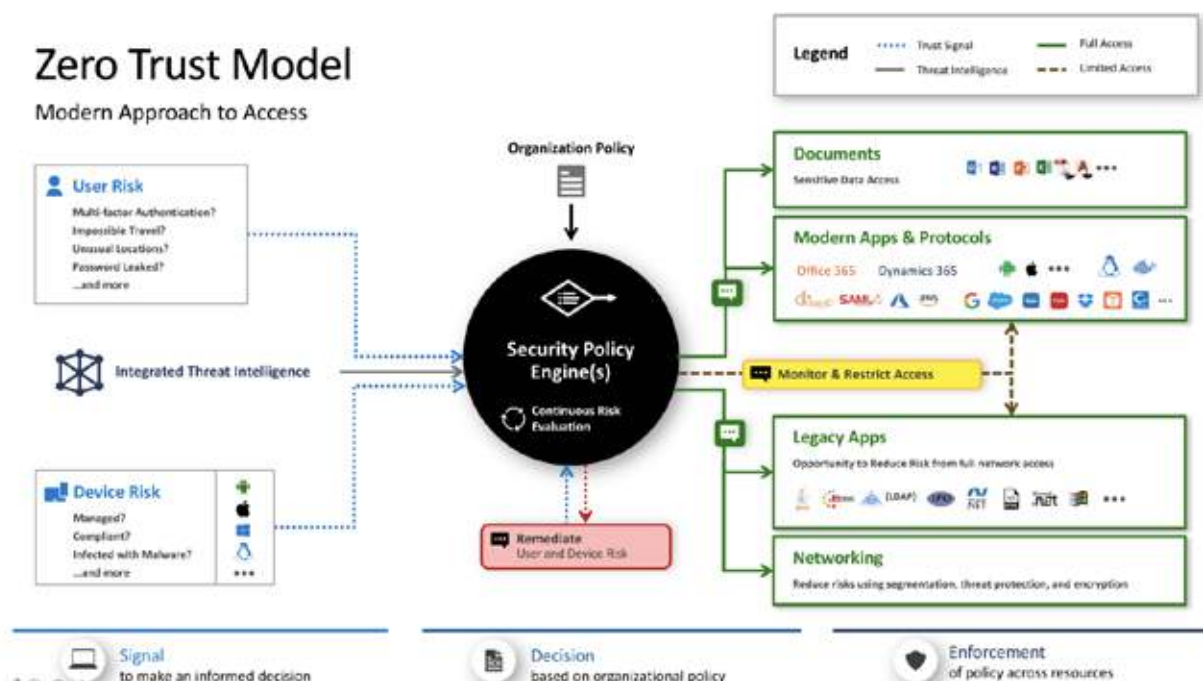 Zero Trust Model
Modern Approach to Access
Legend
Trust Signal
Full Access
Threat Intelligence
Limited Access
Organization Policy
User Risk
Multi-factor Authentication?
Impossible Travel?
Unusual Locations?
Password Leaked?
...and more
Integrated Threat Intelligence
Device Risk
Managed?
Compliant?
Infected with Malware?
...and more
Security Policy
Engine(s)
Continuous Risk
Evaluation
Remediate
User and Device Risk
Documents
Sensitive Data Access
Modern Apps & Protocols
Office 365
Dynamics 365
SAML
aws
Monitor & Restrict Access
Legacy Apps
Opportunity to Reduce Risk from full network access
{LDAP}
.NET
.net
Networking
Reduce risks using segmentation, threat protection, and encryption
Signal
to make an informed decision
Decision
based on organizational policy
Enforcement
of policy across resources